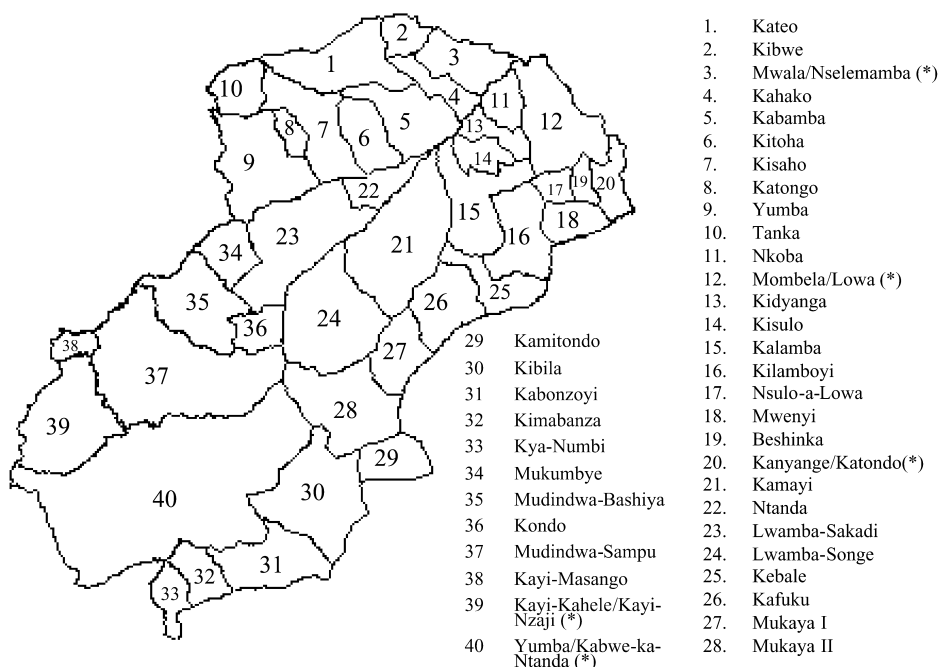 2
3
1
10
4
11
12
8
7
6
5
13
14
9
22
17
19
20
15
18
16
34
23
21
35
25
26
36
24
38
27
37
39
28
29
30
40
31
32
33
29 Kamitondo
30 Kibila
31 Kabonzoyi
32 Kimabanza
33 Kya-Numbi
34 Mukumbye
35 Mudindwa-Bashiya
36 Kondo
37 Mudindwa-Sampu
38 Kayi-Masango
39 Kayi-Kahele/Kayi-
Nzaji (*)
40 Yumba/Kabwe-ka-
Ntanda (*)
1. Kateo
2. Kibwe
3. Mwala/Nselemamba (*)
4. Kahako
5. Kabamba
6. Kitoha
7. Kisaho
8. Katongo
9. Yumba
10. Tanka
11. Nkoba
12. Mombela/Lowa (*)
13. Kidyanga
14. Kisulo
15. Kalamba
16. Kilamboyi
17. Nsulo-a-Lowa
18. Mwenyi
19. Beshinka
20. Kanyange/Katondo(*)
21. Kamayi
22. Ntanda
23. Lwamba-Sakadi
24. Lwamba-Songe
25. Kebale
26. Kafuku
27. Mukaya I
28. Mukaya II